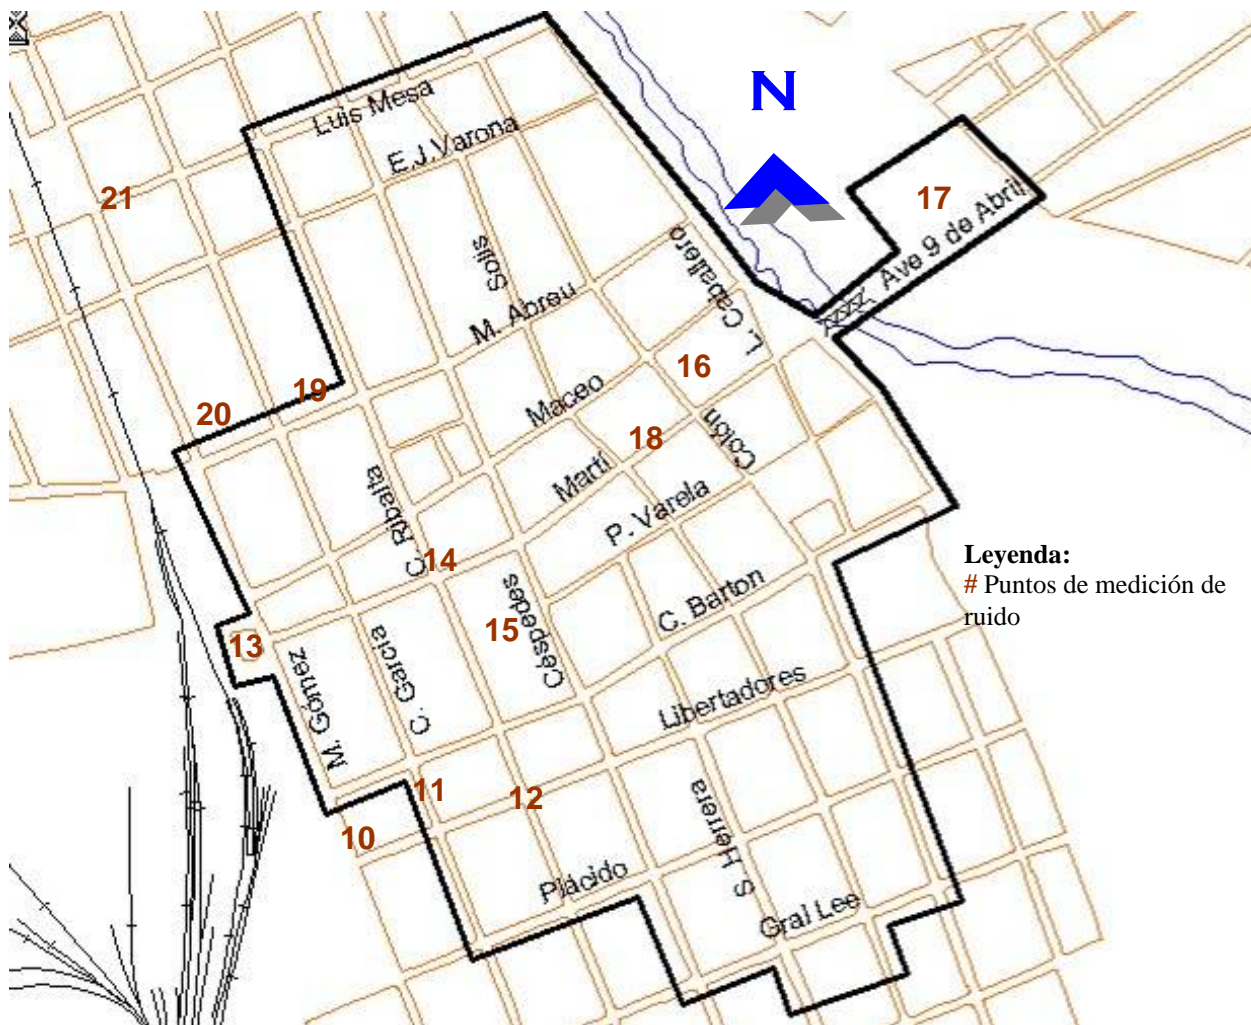 N
Luis Mesa
E.J.Varona
21
17
Ave 9 de Abril
Solis
L. Caballero
M. Abreu
16
19
20
Maceo
18
Colón
Martí
C. Ribalta
P. Varela
14
Leyenda:
# Puntos de medición de
ruido
C. Barton
15
Céspedes
13
M. Gómez
C. García
Libertadores
11
12
10
S Herrera
Plácido
Gral Lee